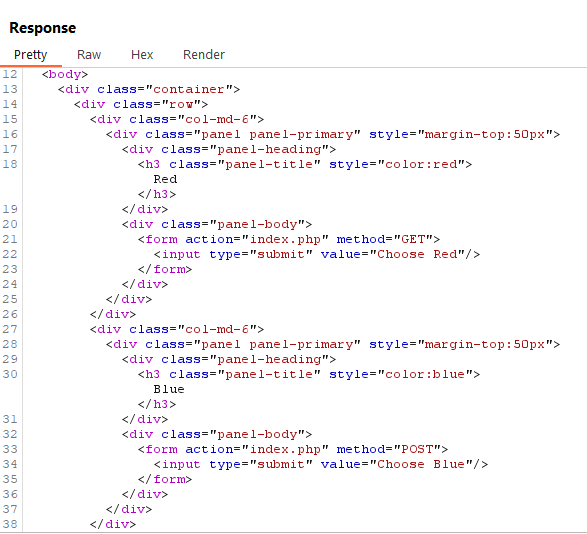 Response
Pretty Raw Hex Render
12 <body>
13 <div class="container">
14 <div class="row">
15 <div class="col-md-6">
16 <div class="panel panel-primary" style="margin-top:50px">
17 <div class="panel-heading">
18 <h3 class="panel-title" style="color:red">
Red
</h3>
19 </div>
20 <div class="panel-body">
21 <form action="index.php" method="GET">
22 <input type="submit" value="Choose Red"/>
23 </form>
24 </div>
25 </div>
26 </div>
27 <div class="col-md-6">
28 <div class="panel panel-primary" style="margin-top:50px">
29 <div class="panel-heading">
30 <h3 class="panel-title" style="color:blue">
Blue
</h3>
31 </div>
32 <div class="panel-body">
33 <form action="index.php" method="POST">
34 <input type="submit" value="Choose Blue"/>
35 </form>
36 </div>
37 </div>
38 </div>